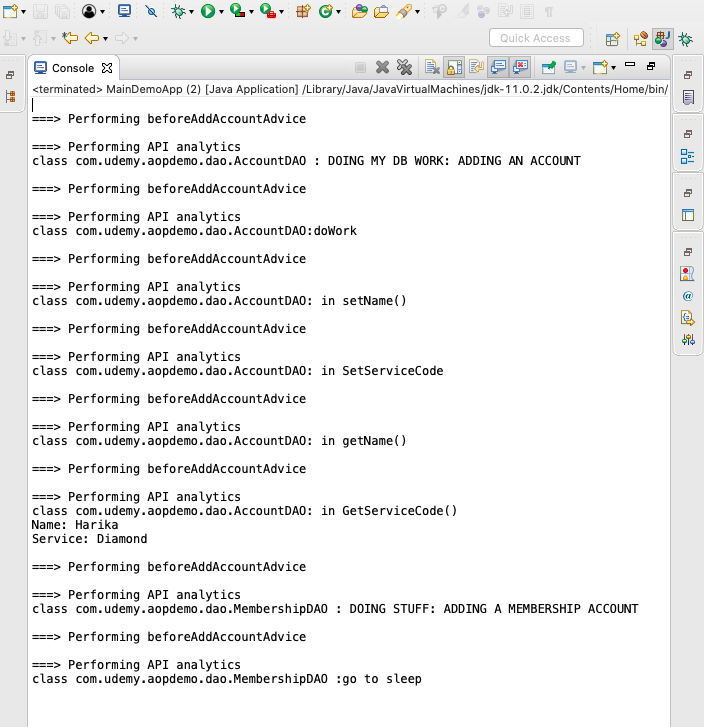 Quick Access
Console
<terminated> MainDemoApp (2) [Java Application] /Library/Java/JavaVirtualMachines/jdk-11.0.2.jdk/Contents/Home/bin/
===> Performing beforeAddAccountAdvice
===> Performing API analytics
class com.udemy.aopdemo.dao.AccountDAO : DOING MY DB WORK: ADDING AN ACCOUNT
===> Performing beforeAddAccountAdvice
===> Performing API analytics
class com.udemy.aopdemo.dao.AccountDAO:doWork
===> Performing beforeAddAccountAdvice
===> Performing API analytics
class com.udemy.aopdemo.dao.AccountDAO: in setName()
===> Performing beforeAddAccountAdvice
===> Performing API analytics
class com.udemy.aopdemo.dao.AccountDAO: in SetServiceCode
===> Performing beforeAddAccountAdvice
===> Performing API analytics
class com.udemy.aopdemo.dao.AccountDAO: in getName()
===> Performing beforeAddAccountAdvice
===> Performing API analytics
class com.udemy.aopdemo.dao.AccountDAO: in GetServiceCode()
Name: Harika
Service: Diamond
===> Performing beforeAddAccountAdvice
===> Performing API analytics
class com.udemy.aopdemo.dao.MembershipDAO : DOING STUFF: ADDING A MEMBERSHIP ACCOUNT
===> Performing beforeAddAccountAdvice
===> Performing API analytics
class com.udemy.aopdemo.dao.MembershipDAO :go to sleep